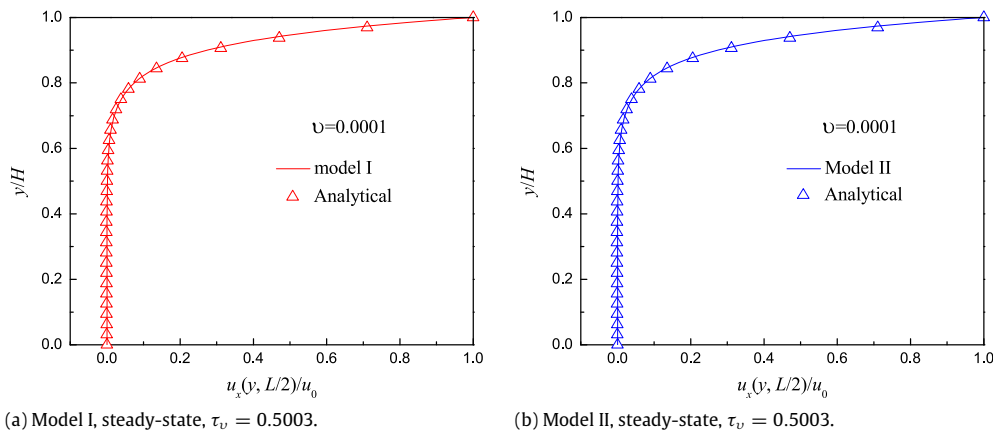 1.0
0.8
0.6
0.4
0.2
0.0
y/H
υ=0.0001
model I
Analytical
0.0 0.2 0.4 0.6 0.8 1.0
u_x(y, L/2)/u_0
(a) Model I, steady-state, τ_υ = 0.5003.
1.0
0.8
0.6
0.4
0.2
0.0
y/H
υ=0.0001
Model II
Analytical
0.0 0.2 0.4 0.6 0.8 1.0
u_x(y, L/2)/u_0
(b) Model II, steady-state, τ_υ = 0.5003.